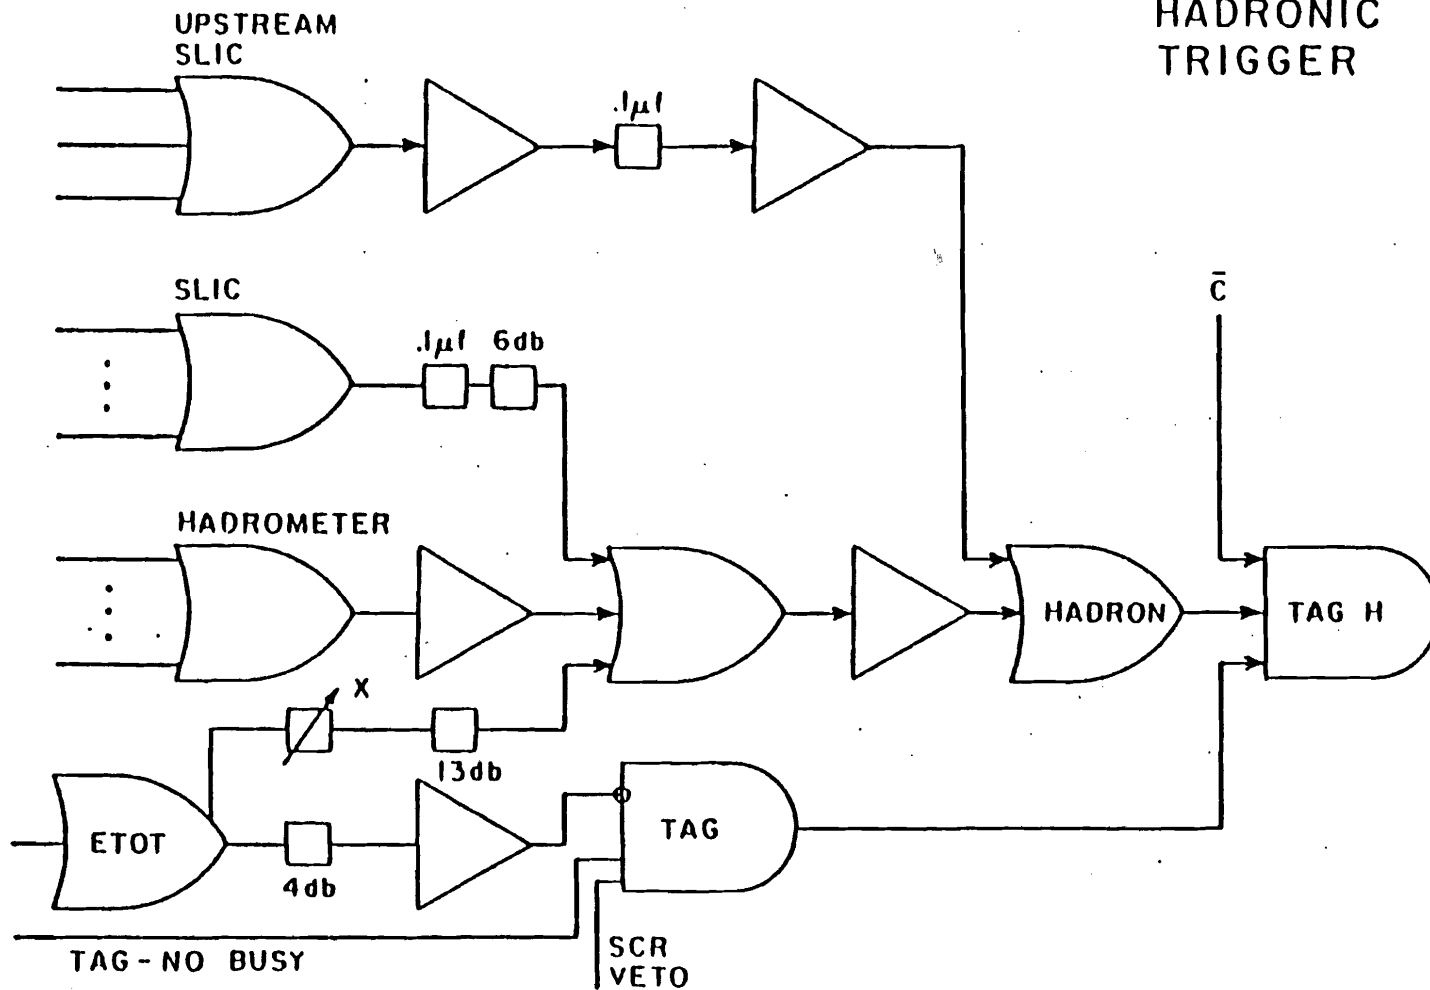 HADRONIC
TRIGGER
UPSTREAM
SLIC
.1μf
SLIC
.1μf 6db
C̄
HADROMETER
HADRON
TAG H
X
13db
ETOT
4db
TAG
TAG - NO BUSY
SCR
VETO